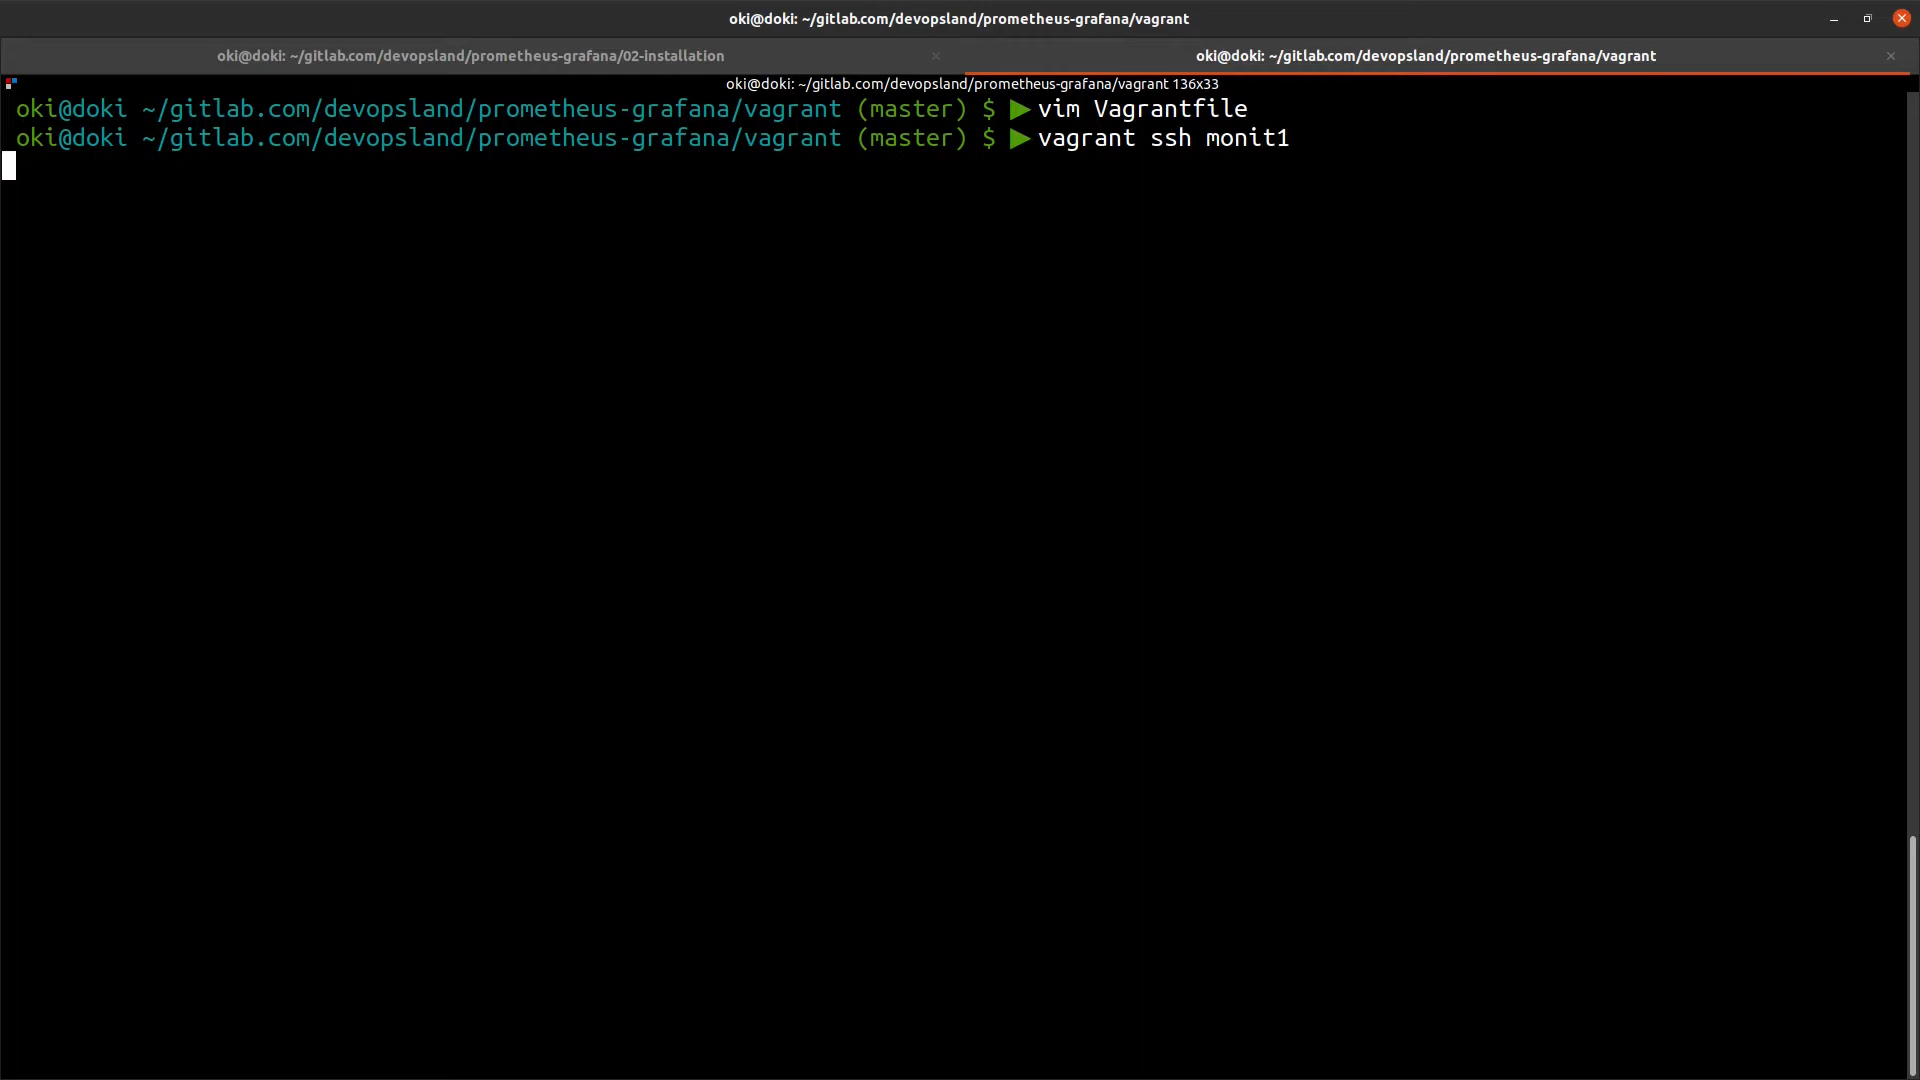 oki@doki: ~/gitlab.com/devopsland/prometheus-grafana/vagrant
oki@doki: ~/gitlab.com/devopsland/prometheus-grafana/02-installation
oki@doki: ~/gitlab.com/devopsland/prometheus-grafana/vagrant
oki@doki: ~/gitlab.com/devopsland/prometheus-grafana/vagrant 136x33
oki@doki ~/gitlab.com/devopsland/prometheus-grafana/vagrant (master) $ ▶vim Vagrantfile
oki@doki ~/gitlab.com/devopsland/prometheus-grafana/vagrant (master) $ ▶vagrant ssh monit1